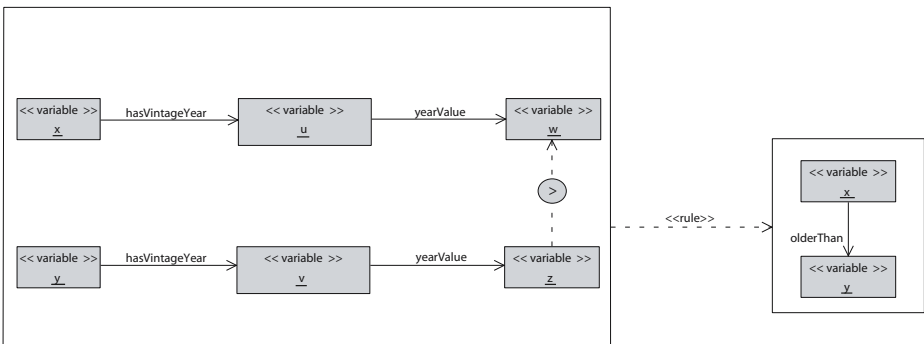 << variable >>
x
hasVintageYear
<< variable >>
u
yearValue
<< variable >>
w
>
<< variable >>
y
hasVintageYear
<< variable >>
v
yearValue
<< variable >>
z
<<rule>>
<< variable >>
x
olderThan
<< variable >>
y